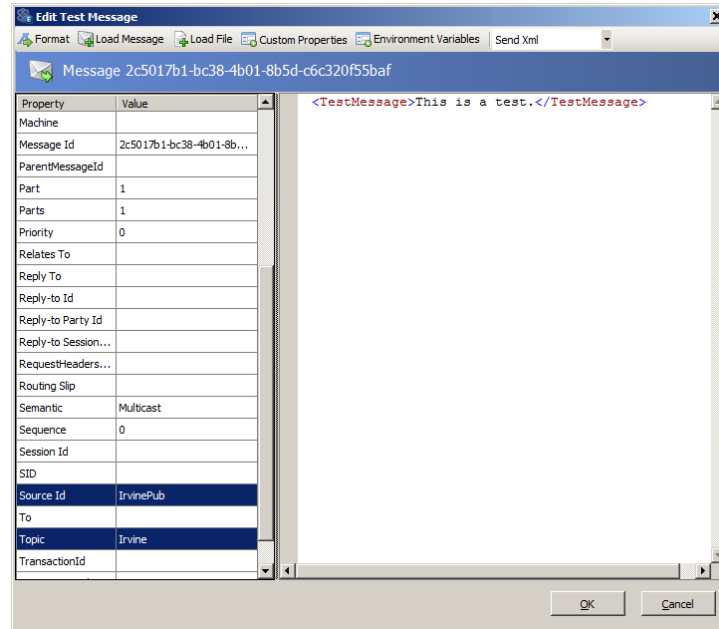 Edit Test Message
Format Load Message Load File Custom Properties Environment Variables Send Xml
Message 2c5017b1-bc38-4b01-8b5d-c6c320f55baf
Property Value
<TestMessage>This is a test.</TestMessage>
Machine
Message Id 2c5017b1-bc38-4b01-8b...
ParentMessageId
Part 1
Parts 1
Priority 0
Relates To
Reply To
Reply-to Id
Reply-to Party Id
Reply-to Session...
RequestHeaders...
Routing Slip
Semantic Multicast
Sequence 0
Session Id
SID
Source Id IrvinePub
To
Topic Irvine
TransactionId
OK Cancel